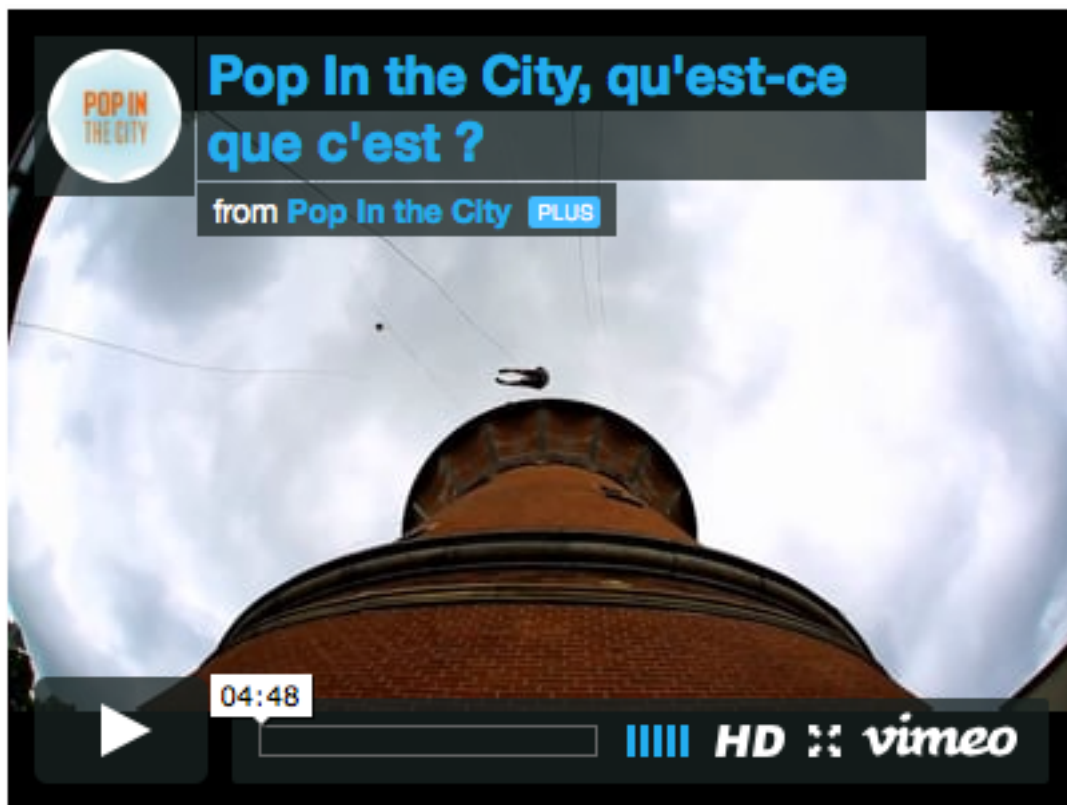 POP IN
THE CITY
Pop In the City, qu'est-ce
que c'est ?
from Pop In the City PLUS
04:48
HD vimeo